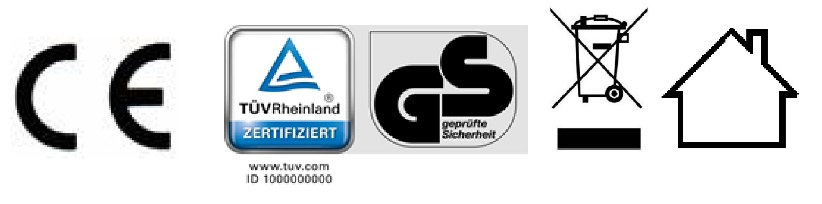 CE
TÜVRheinland®
ZERTIFIZIERT
www.tuv.com
ID 1000000000
GS
geprüfte
Sicherheit